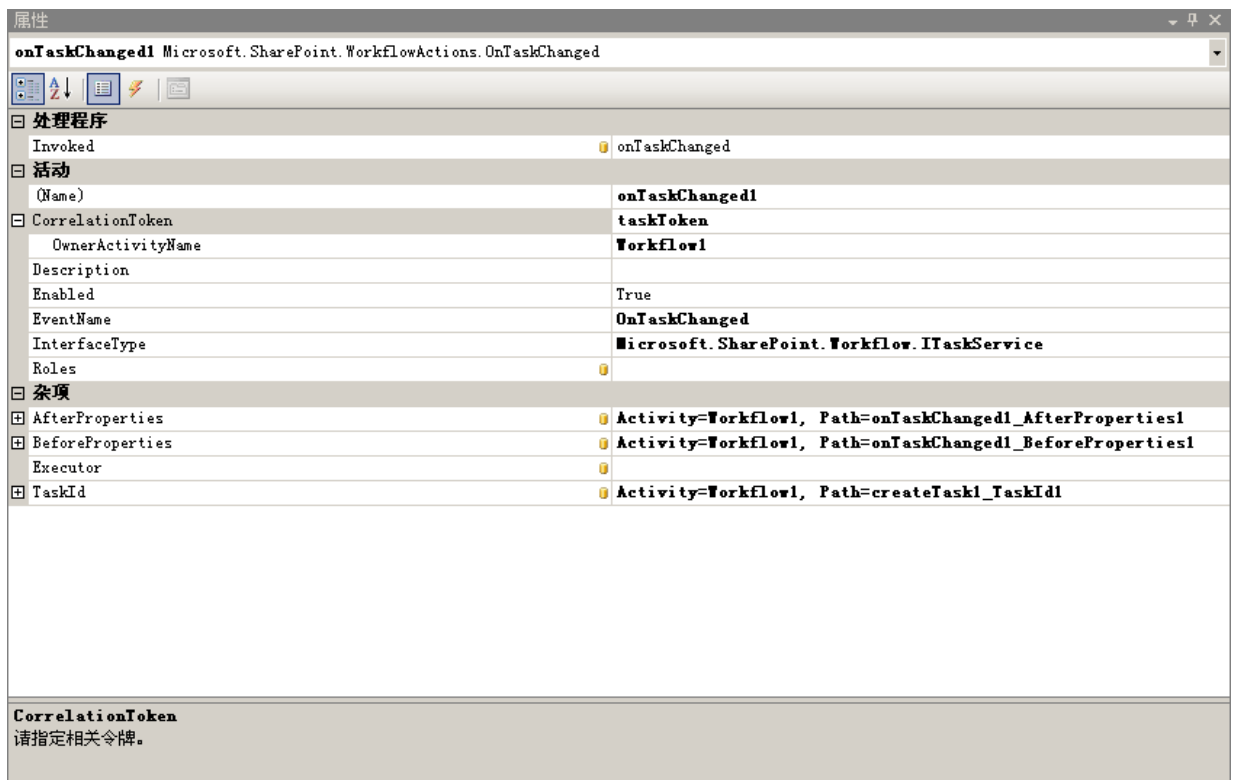 属性
onTaskChanged1 Microsoft.SharePoint.WorkflowActions.OnTaskChanged
处理程序
Invoked onTaskChanged
活动
(Name) onTaskChanged1
CorrelationToken taskToken
OwnerActivityName Workflow1
Description
Enabled True
EventName OnTaskChanged
InterfaceType Microsoft.SharePoint.Workflow.ITaskService
Roles
杂项
AfterProperties Activity=Workflow1, Path=onTaskChanged1_AfterProperties1
BeforeProperties Activity=Workflow1, Path=onTaskChanged1_BeforeProperties1
Executor
TaskId Activity=Workflow1, Path=createTask1_TaskId1
CorrelationToken
请指定相关令牌。